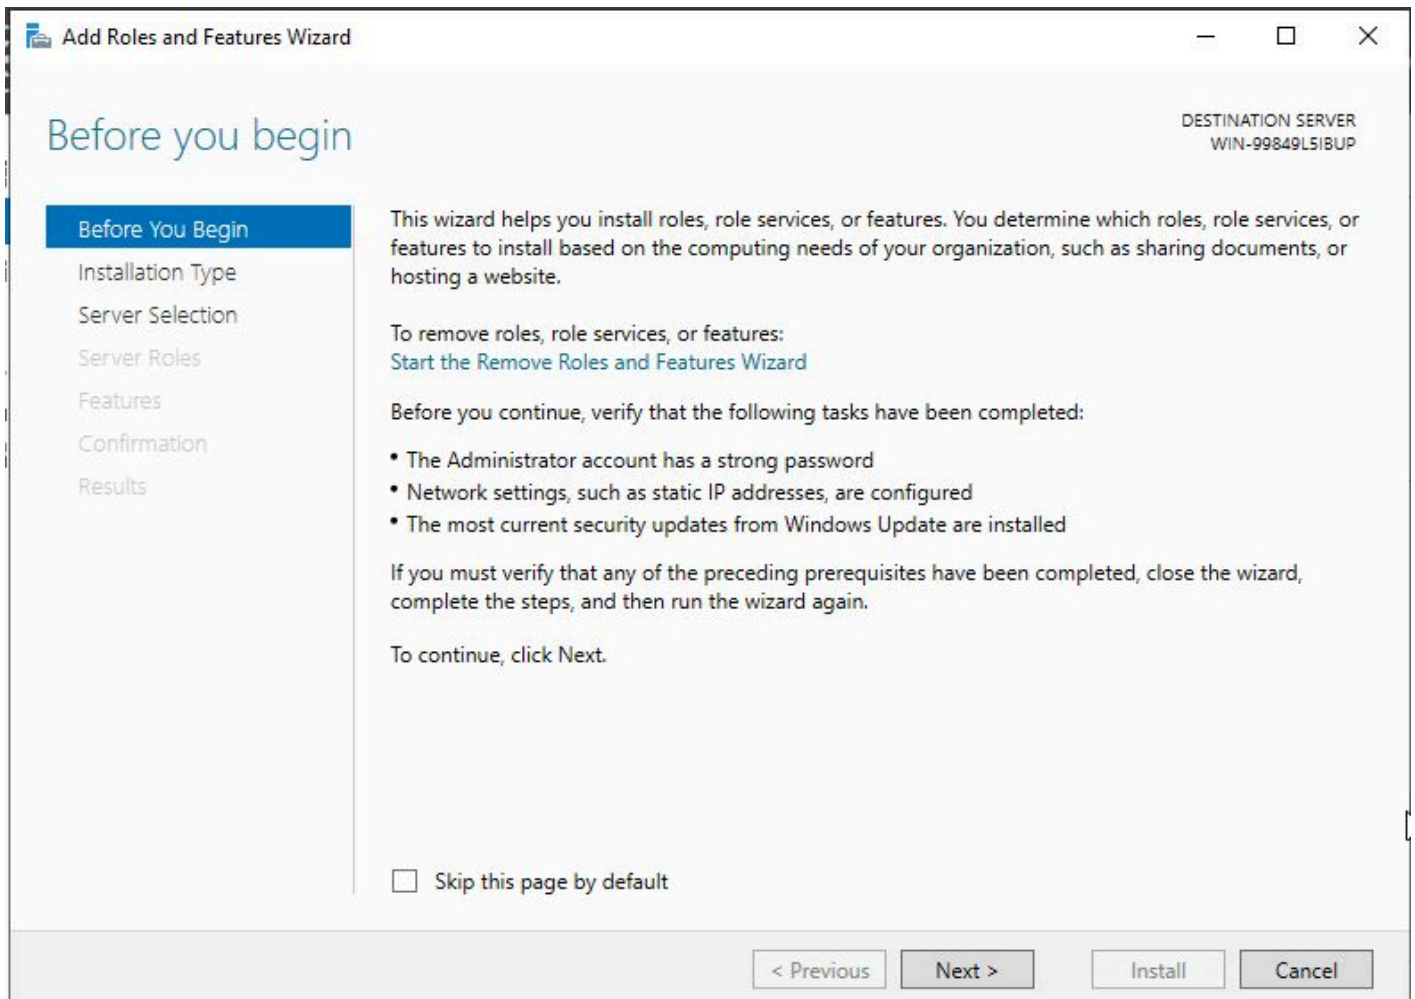 Add Roles and Features Wizard
Before you begin
DESTINATION SERVER
WIN-99849L5IBUP
Before You Begin
Installation Type
Server Selection
Server Roles
Features
Confirmation
Results
This wizard helps you install roles, role services, or features. You determine which roles, role services, or
features to install based on the computing needs of your organization, such as sharing documents, or
hosting a website.
To remove roles, role services, or features:
Start the Remove Roles and Features Wizard
Before you continue, verify that the following tasks have been completed:
• The Administrator account has a strong password
• Network settings, such as static IP addresses, are configured
• The most current security updates from Windows Update are installed
If you must verify that any of the preceding prerequisites have been completed, close the wizard,
complete the steps, and then run the wizard again.
To continue, click Next.
Skip this page by default
< Previous
Next >
Install
Cancel